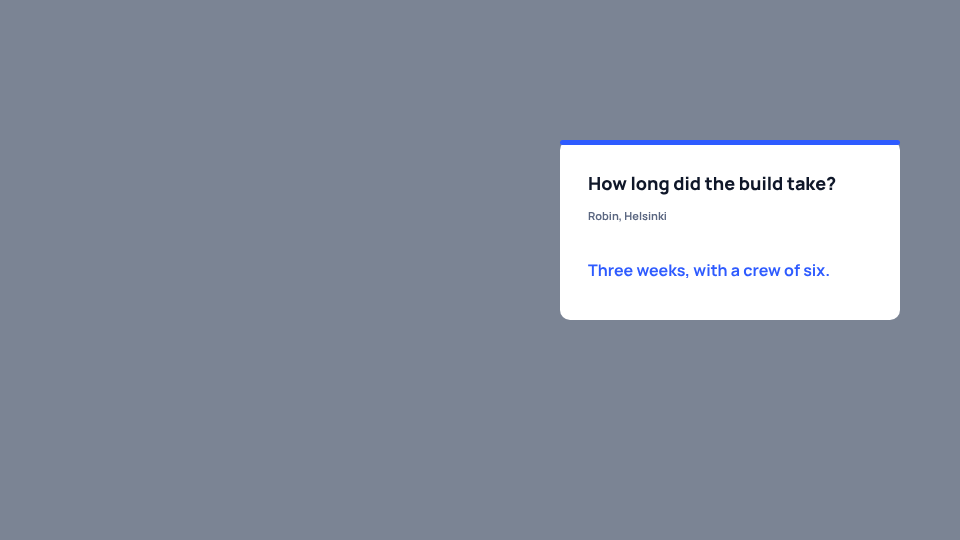 How long did the build take?
Robin, Helsinki
Three weeks, with a crew of six.